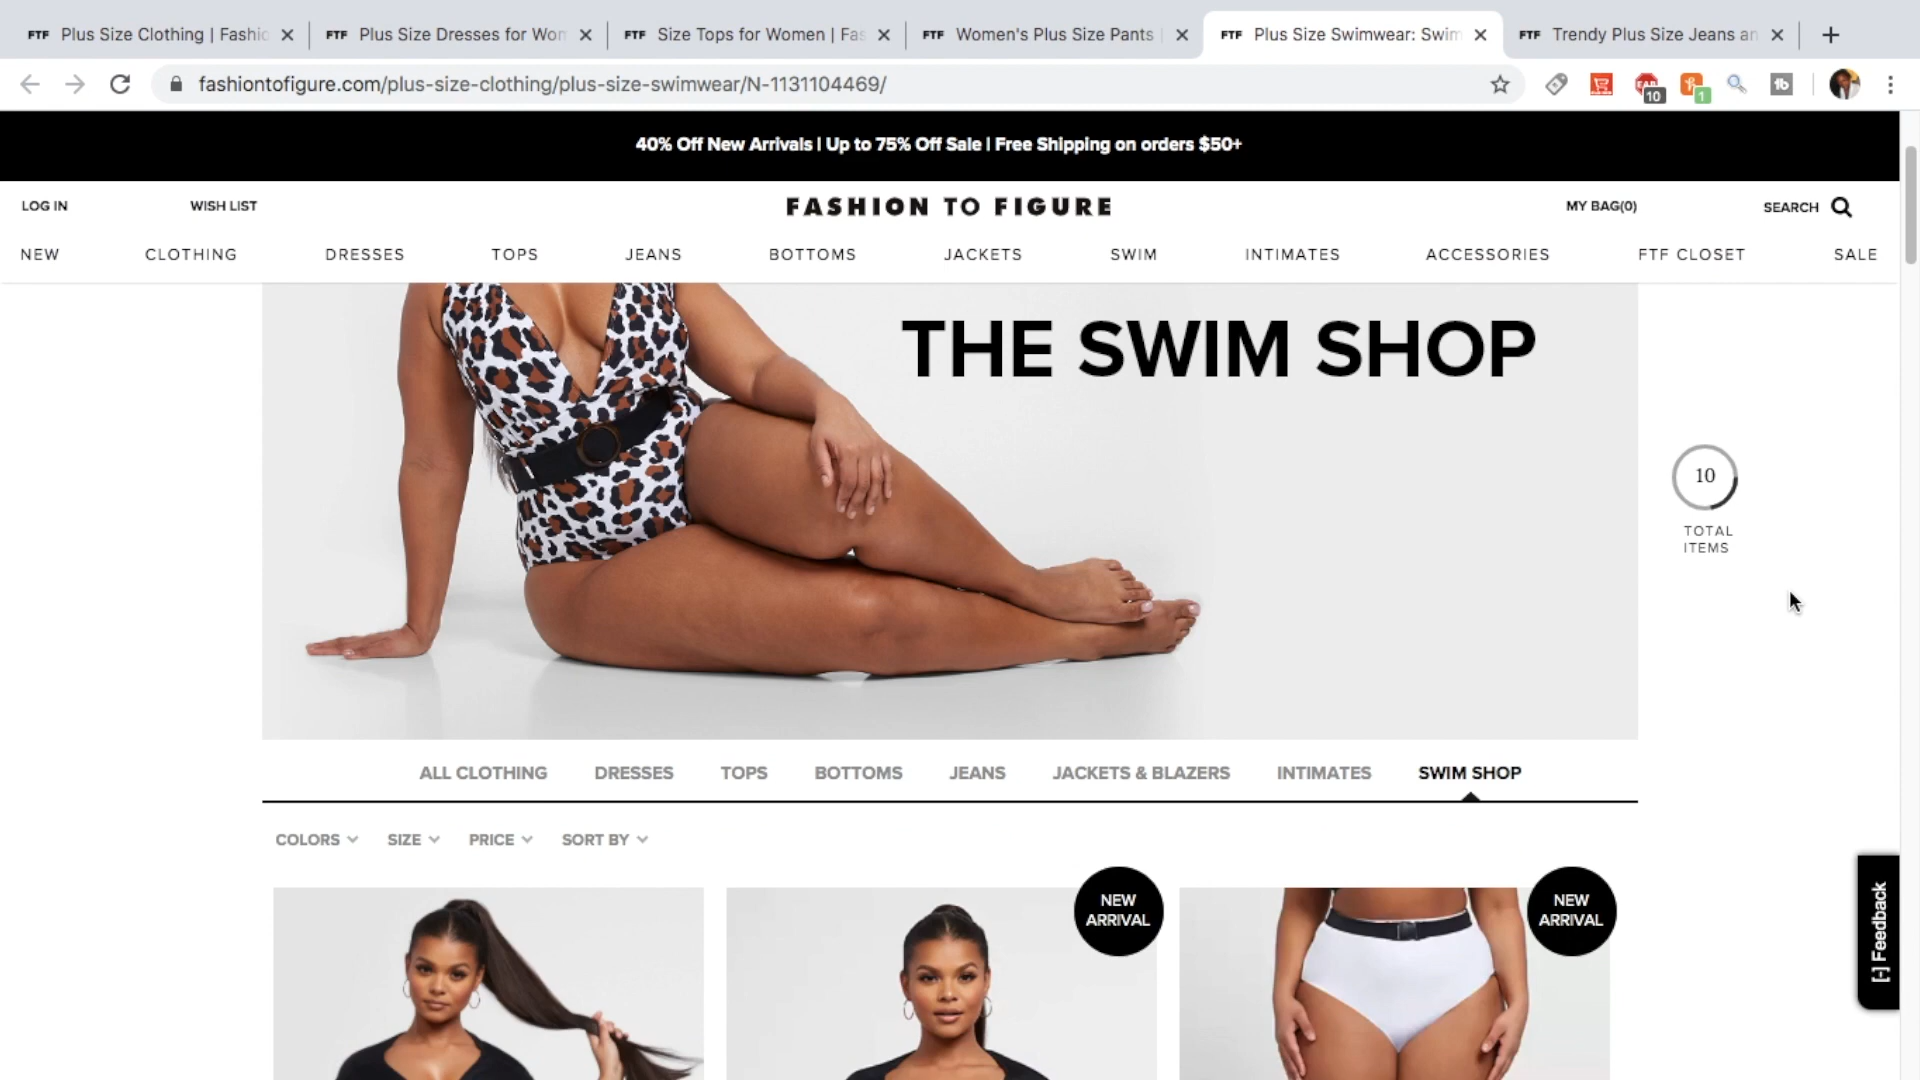 FTF Plus Size Clothing | Fashio
FTF Plus Size Dresses for Wom
FTF Size Tops for Women | Fas
FTF Women's Plus Size Pants |
FTF Plus Size Swimwear: Swim
FTF Trendy Plus Size Jeans an
fashiontofigure.com/plus-size-clothing/plus-size-swimwear/N-1131104469/
10
1
tb
40% Off New Arrivals | Up to 75% Off Sale | Free Shipping on orders $50+
LOG IN
WISH LIST
FASHION TO FIGURE
MY BAG(0)
SEARCH
NEW
CLOTHING
DRESSES
TOPS
JEANS
BOTTOMS
JACKETS
SWIM
INTIMATES
ACCESSORIES
FTF CLOSET
SALE
THE SWIM SHOP
10
TOTAL
ITEMS
ALL CLOTHING
DRESSES
TOPS
BOTTOMS
JEANS
JACKETS & BLAZERS
INTIMATES
SWIM SHOP
COLORS
SIZE
PRICE
SORT BY
NEW
ARRIVAL
NEW
ARRIVAL
[-] Feedback